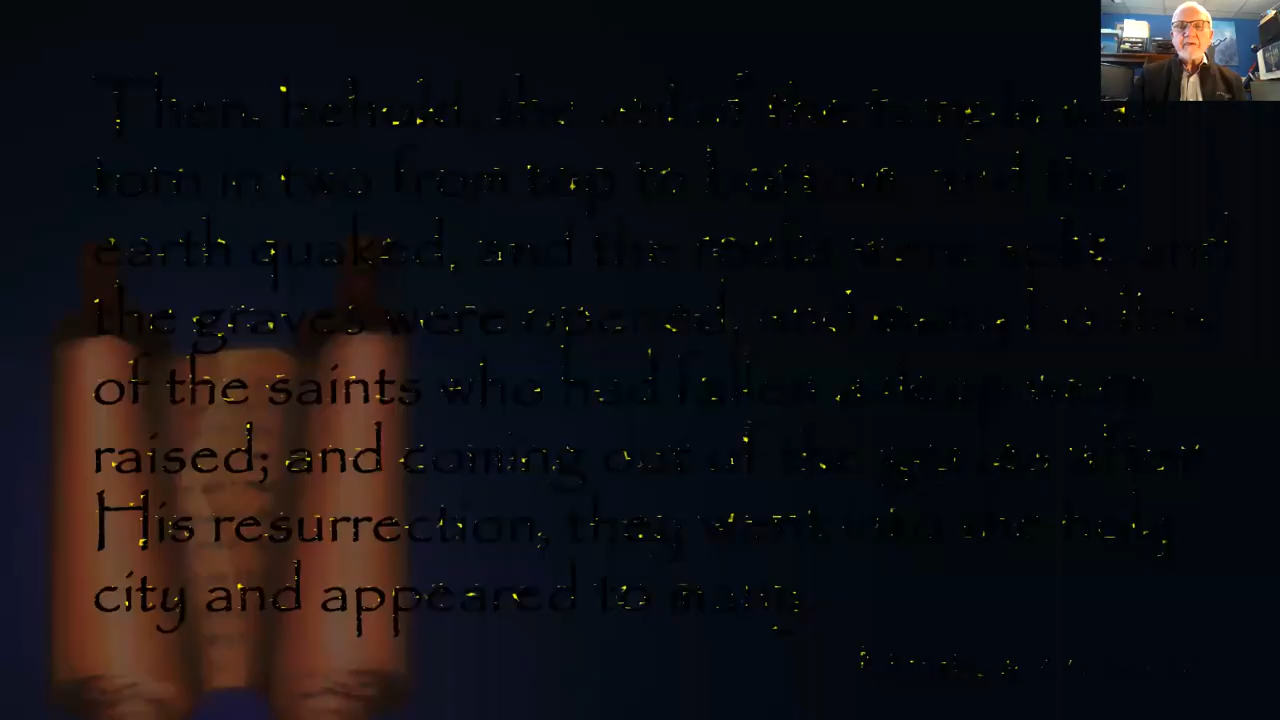 Then, behold, the veil of the temple was
torn in two from top to bottom; and the
earth quaked, and the rocks were split, and
the graves were opened; and many bodies
of the saints who had fallen asleep were
raised; and coming out of the graves after
His resurrection, they went into the holy
city and appeared to many.